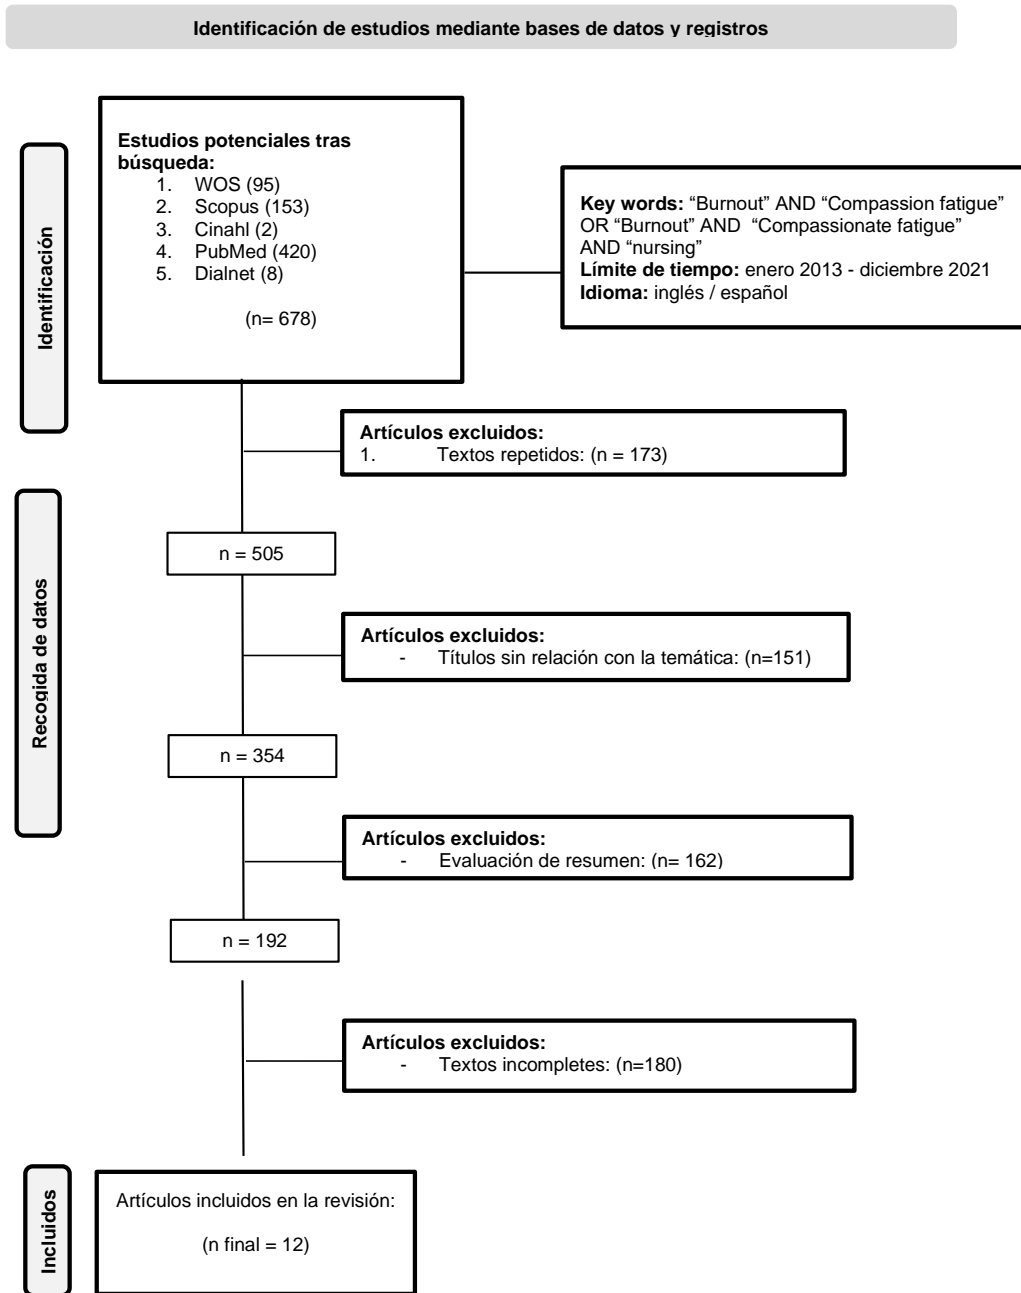 Identificación de estudios mediante bases de datos y registros
Identificación
Estudios potenciales tras
búsqueda:
1. WOS (95)
2. Scopus (153)
3. Cinahl (2)
4. PubMed (420)
5. Dialnet (8)
(n= 678)
Key words: “Burnout” AND “Compassion fatigue”
OR “Burnout” AND “Compassionate fatigue”
AND “nursing”
Límite de tiempo: enero 2013 - diciembre 2021
Idioma: inglés / español
Artículos excluidos:
1. Textos repetidos: (n = 173)
Recogida de datos
n = 505
Artículos excluidos:
- Títulos sin relación con la temática: (n=151)
n = 354
Artículos excluidos:
- Evaluación de resumen: (n= 162)
n = 192
Artículos excluidos:
- Textos incompletes: (n=180)
Incluidos
Artículos incluidos en la revisión:
(n final = 12)